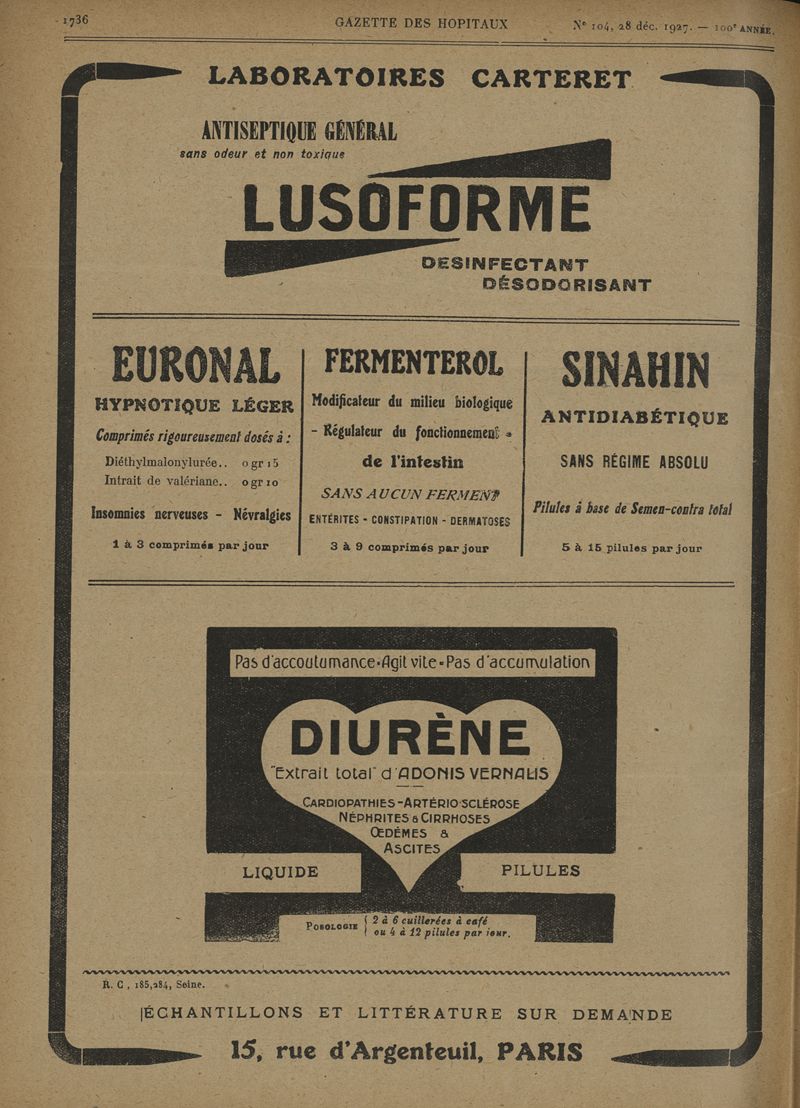 1736 GAZETTE DES HOPITAUX N° 104, 28 déc. 1927. — 100e ANNÉE.
LABORATOIRES CARTERET
ANTISEPTIQUE GÉNÉRAL
sans odeur et non toxique
LUSOFORME
DESINFECTANT
DÉSODORISANT
EURONAL
HYPNOTIQUE LÉGER
Comprimés rigoureusement dosés à :
Diéthylmalonylurée.. 0 gr 15
Intrait de valériane.. 0 gr 10
Insomnies nerveuses - Névralgies
1 à 3 comprimés par jour
FERMENTEROL
Modificateur du milieu biologique
- Régulateur du fonctionnement -
de l'intestin
SANS AUCUN FERMENT
ENTÉRITES - CONSTIPATION - DERMATOSES
3 à 9 comprimés par jour
SINAHIN
ANTIDIABÉTIQUE
SANS RÉGIME ABSOLU
Pilules à base de Semen-contra total
5 à 15 pilules par jour
Pas d'accoutumance-Agit vite-Pas d'accumulation
DIURÈNE
"Extrait total" d'ADONIS VERNALIS
CARDIOPATHIES-ARTÉRIO SCLÉROSE
NÉPHRITES & CIRRHOSES
ŒDÈMES &
ASCITES
LIQUIDE PILULES
POSOLOGIE { 2 à 6 cuillerées à café
ou 4 à 12 pilules par jour.
R. C, 185,284, Seine.
ÉCHANTILLONS ET LITTÉRATURE SUR DEMANDE
15, rue d'Argenteuil, PARIS